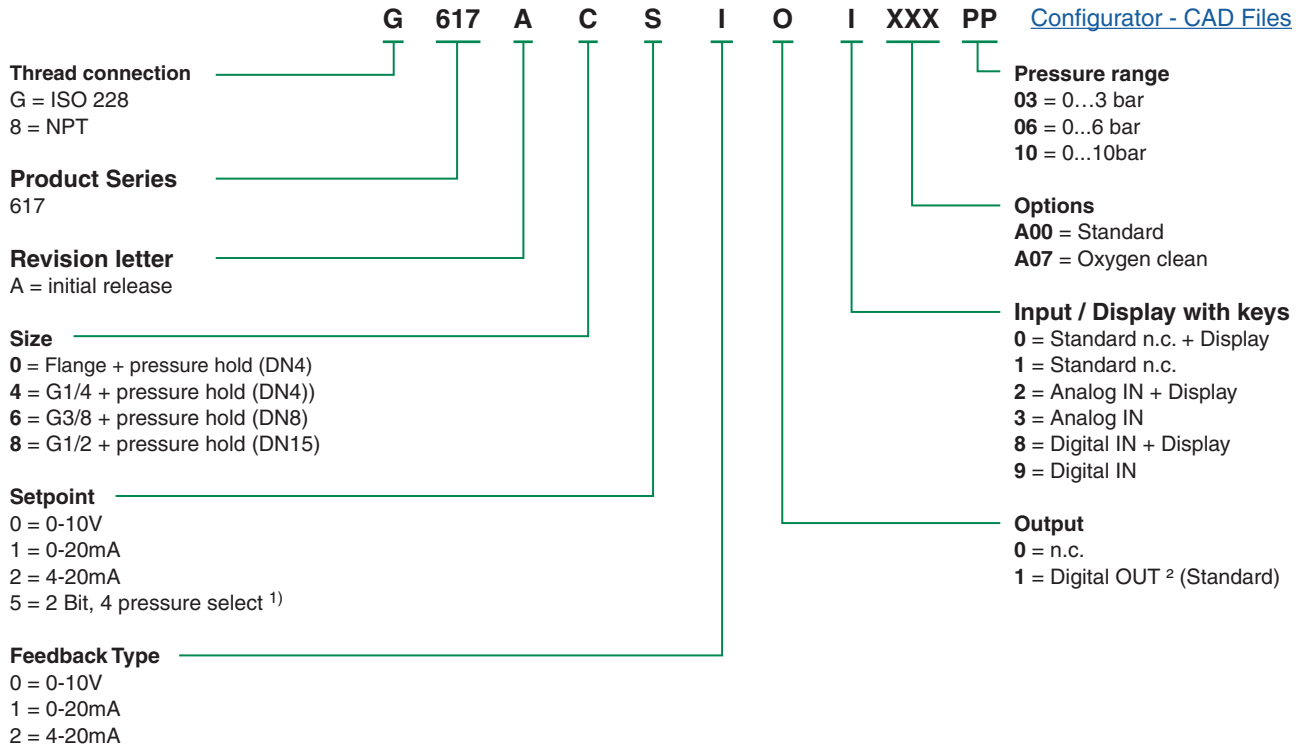 G 617 A C S I O I XXX PP
Configurator - CAD Files
Thread connection
G = ISO 228
8 = NPT
Product Series
617
Revision letter
A = initial release
Size
0 = Flange + pressure hold (DN4)
4 = G1/4 + pressure hold (DN4))
6 = G3/8 + pressure hold (DN8)
8 = G1/2 + pressure hold (DN15)
Setpoint
0 = 0-10V
1 = 0-20mA
2 = 4-20mA
5 = 2 Bit, 4 pressure select ¹⁾
Feedback Type
0 = 0-10V
1 = 0-20mA
2 = 4-20mA
Pressure range
03 = 0…3 bar
06 = 0...6 bar
10 = 0...10bar
Options
A00 = Standard
A07 = Oxygen clean
Input / Display with keys
0 = Standard n.c. + Display
1 = Standard n.c.
2 = Analog IN + Display
3 = Analog IN
8 = Digital IN + Display
9 = Digital IN
Output
0 = n.c.
1 = Digital OUT ² (Standard)